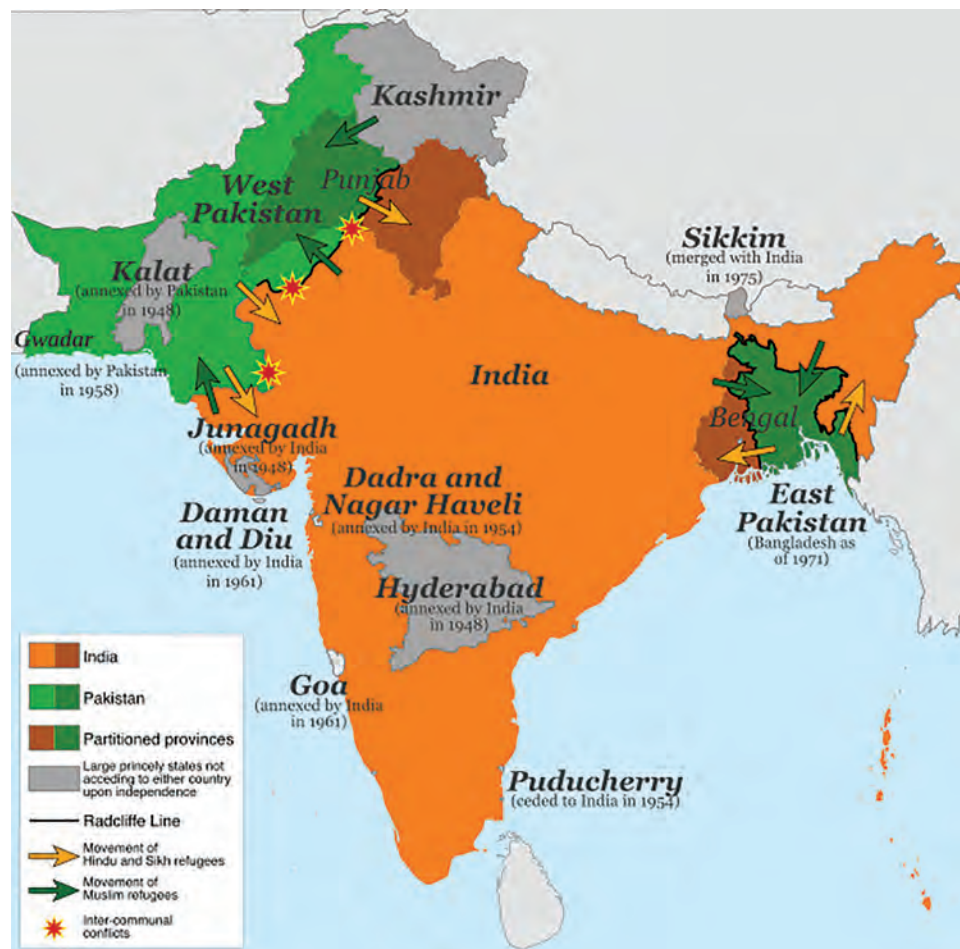 Kashmir
Punjab
West
Pakistan
Sikkim
(merged with India
in 1975)
Kalat
(annexed by Pakistan
in 1948)
Gwadar
(annexed by Pakistan
in 1958)
India
Bengal
Junagadh
(annexed by India
in 1948)
Dadra and
Nagar Haveli
(annexed by India in 1954)
East
Pakistan
(Bangladesh as
of 1971)
Daman
and Diu
(annexed by India
in 1961)
Hyderabad
(annexed by India
in 1948)
Goa
(annexed by India
in 1961)
Puducherry
(ceded to India in 1954)
India
Pakistan
Partitioned provinces
Large princely states not
acceding to either country
upon independence
Radcliffe Line
Movement of
Hindu and Sikh refugees
Movement of
Muslim refugees
Inter-communal
conflicts